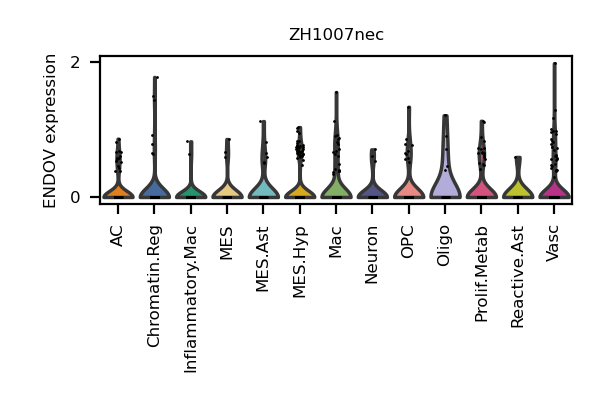 ZH1007nec
ENDOV expression
2
0
AC
Chromatin.Reg
Inflammatory.Mac
MES
MES.Ast
MES.Hyp
Mac
Neuron
OPC
Oligo
Prolif.Metab
Reactive.Ast
Vasc